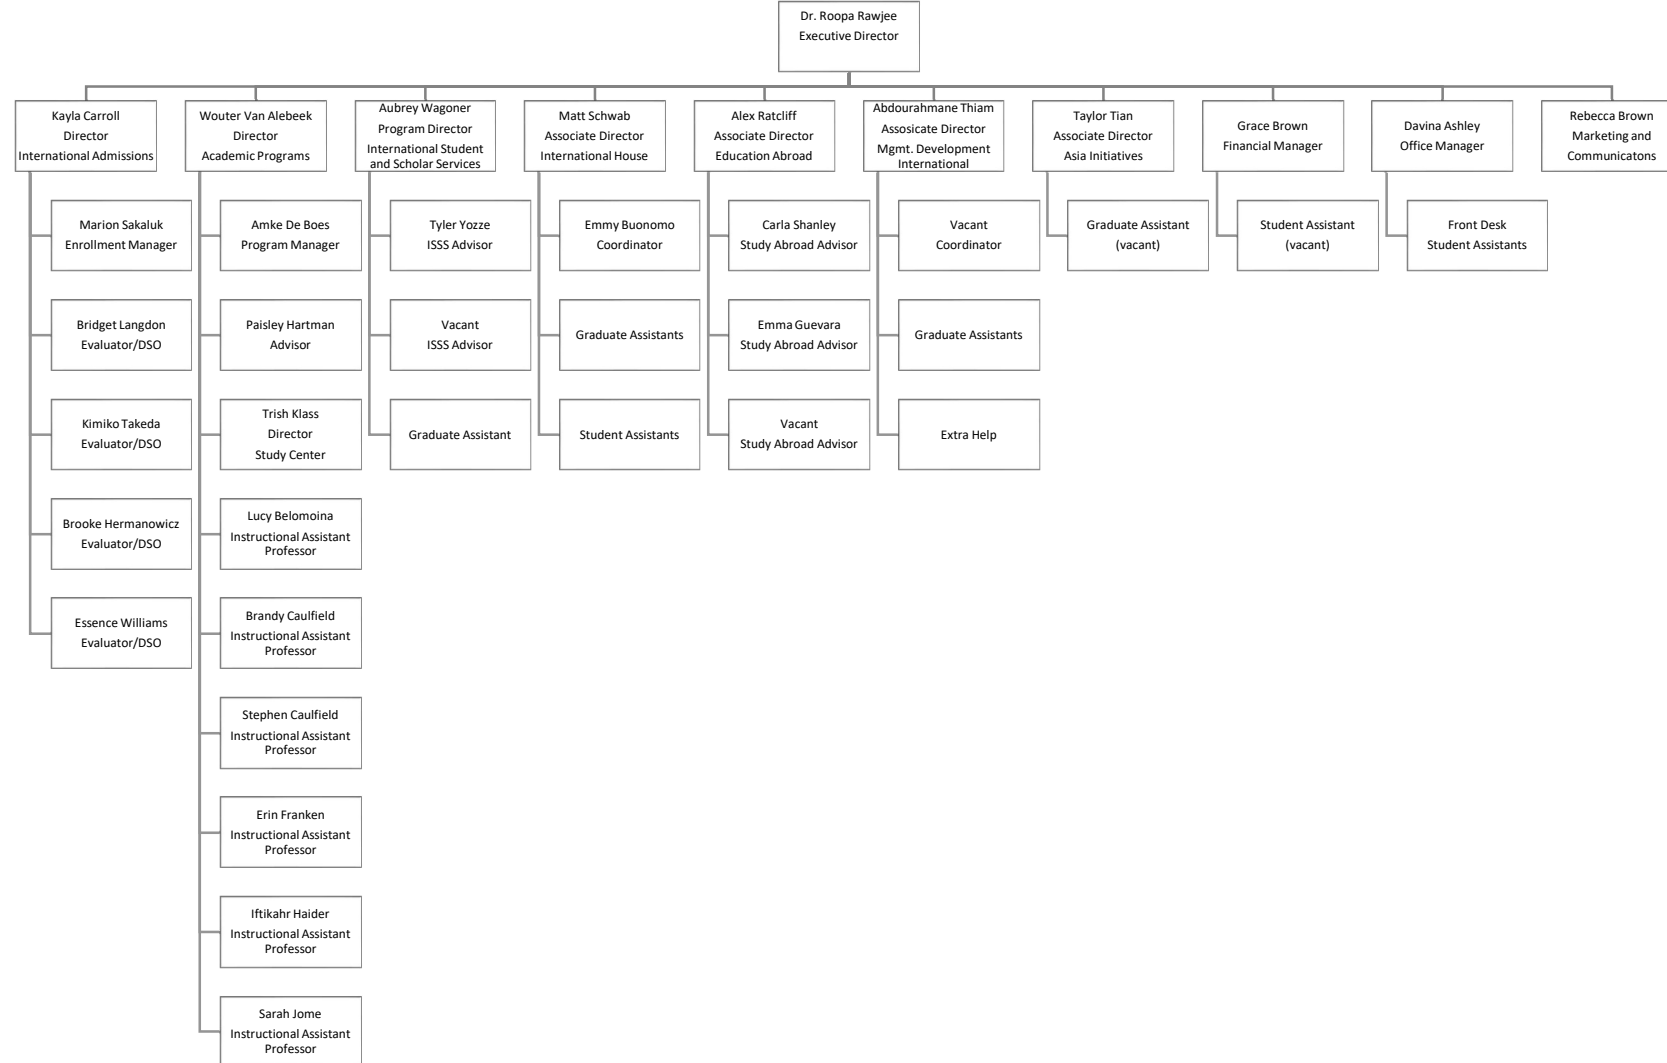 Dr. Roopa Rawjee
Executive Director
Kayla Carroll
Director
International Admissions
Marion Sakaluk
Enrollment Manager
Bridget Langdon
Evaluator/DSO
Kimiko Takeda
Evaluator/DSO
Brooke Hermanowicz
Evaluator/DSO
Essence Williams
Evaluator/DSO
Wouter Van Alebeek
Director
Academic Programs
Amke De Boes
Program Manager
Paisley Hartman
Advisor
Trish Klass
Director
Study Center
Lucy Belomoina
Instructional Assistant
Professor
Brandy Caulfield
Instructional Assistant
Professor
Stephen Caulfield
Instructional Assistant
Professor
Erin Franken
Instructional Assistant
Professor
Iftikahr Haider
Instructional Assistant
Professor
Sarah Jome
Instructional Assistant
Professor
Aubrey Wagoner
Program Director
International Student
and Scholar Services
Tyler Yozze
ISSS Advisor
Vacant
ISSS Advisor
Graduate Assistant
Matt Schwab
Associate Director
International House
Emmy Buonomo
Coordinator
Graduate Assistants
Student Assistants
Alex Ratcliff
Associate Director
Education Abroad
Carla Shanley
Study Abroad Advisor
Emma Guevara
Study Abroad Advisor
Vacant
Study Abroad Advisor
Abdourahmane Thiam
Assosicate Director
Mgmt. Development
International
Vacant
Coordinator
Graduate Assistants
Extra Help
Taylor Tian
Associate Director
Asia Initiatives
Graduate Assistant
(vacant)
Grace Brown
Financial Manager
Student Assistant
(vacant)
Davina Ashley
Office Manager
Front Desk
Student Assistants
Rebecca Brown
Marketing and
Communicatons